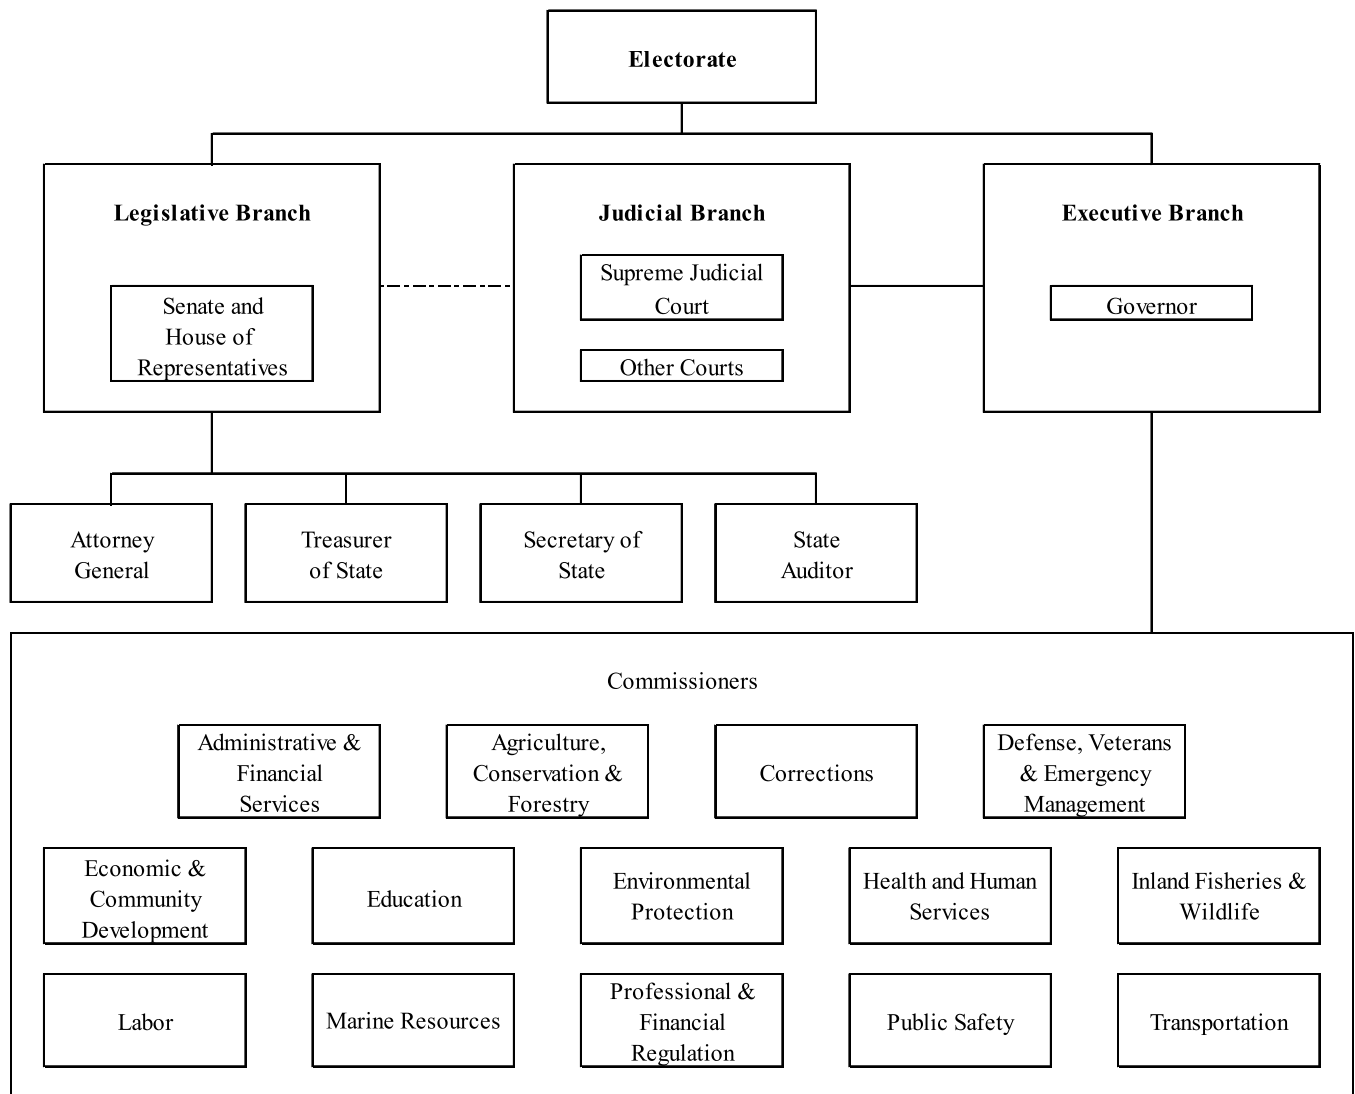 Electorate
Legislative Branch
Senate and
House of
Representatives
Judicial Branch
Supreme Judicial
Court
Other Courts
Executive Branch
Governor
Attorney
General
Treasurer
of State
Secretary of
State
State
Auditor
Commissioners
Administrative &
Financial
Services
Agriculture,
Conservation &
Forestry
Corrections
Defense, Veterans
& Emergency
Management
Economic &
Community
Development
Education
Environmental
Protection
Health and Human
Services
Inland Fisheries &
Wildlife
Labor
Marine Resources
Professional &
Financial
Regulation
Public Safety
Transportation